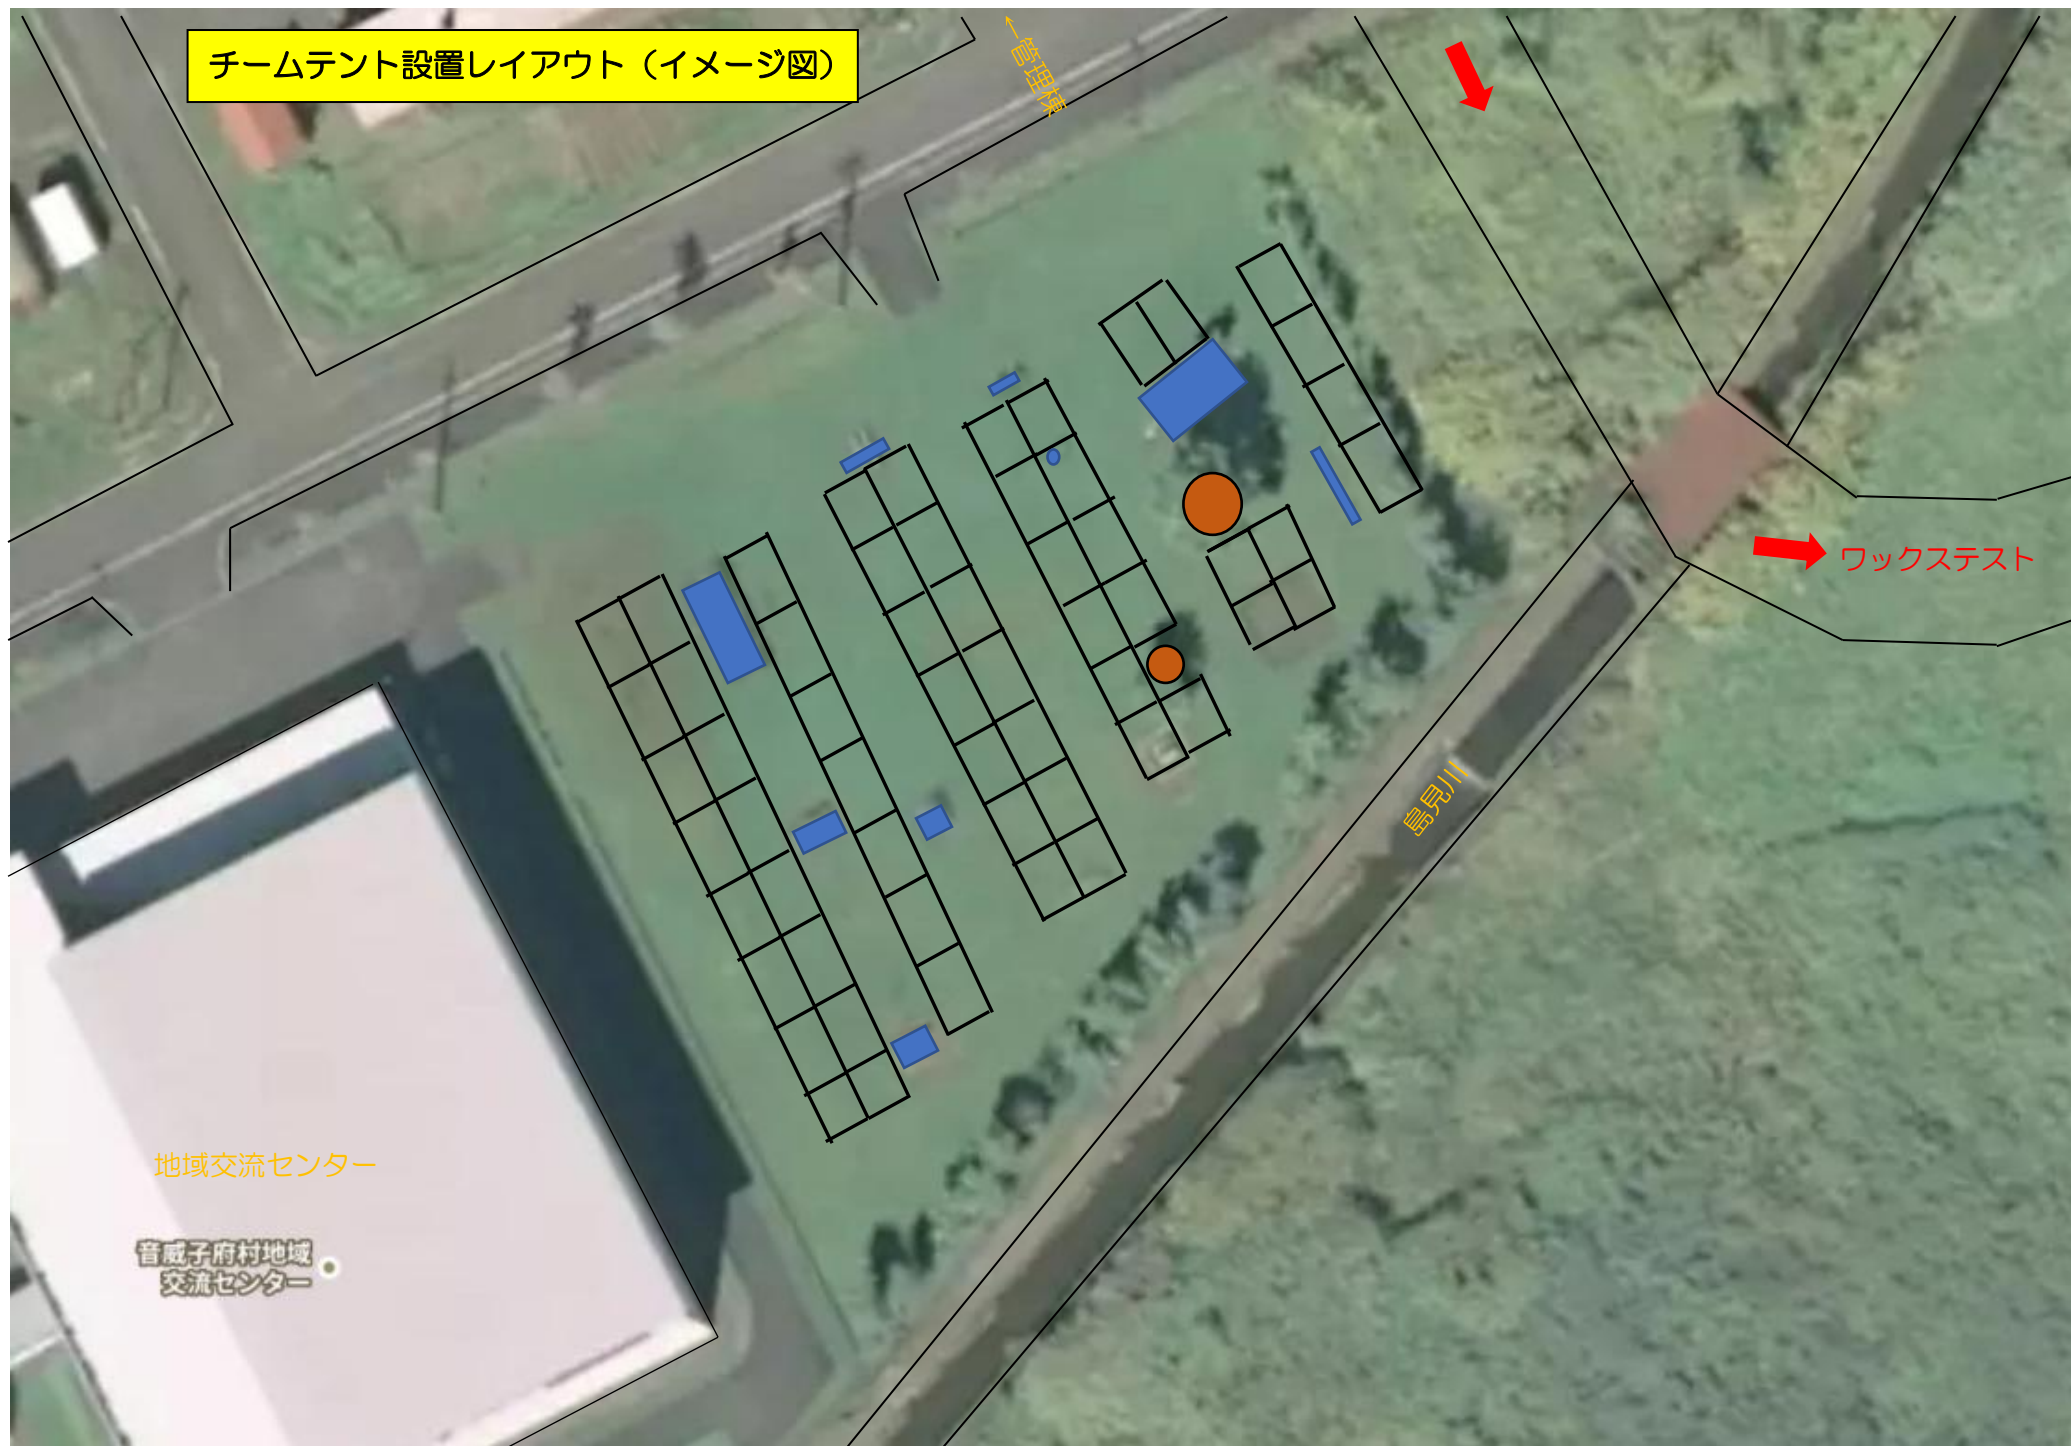 チームテント設置レイアウト（イメージ図）
←管理棟
ワックステスト
島見川
地域交流センター
音威子府村地域
交流センター